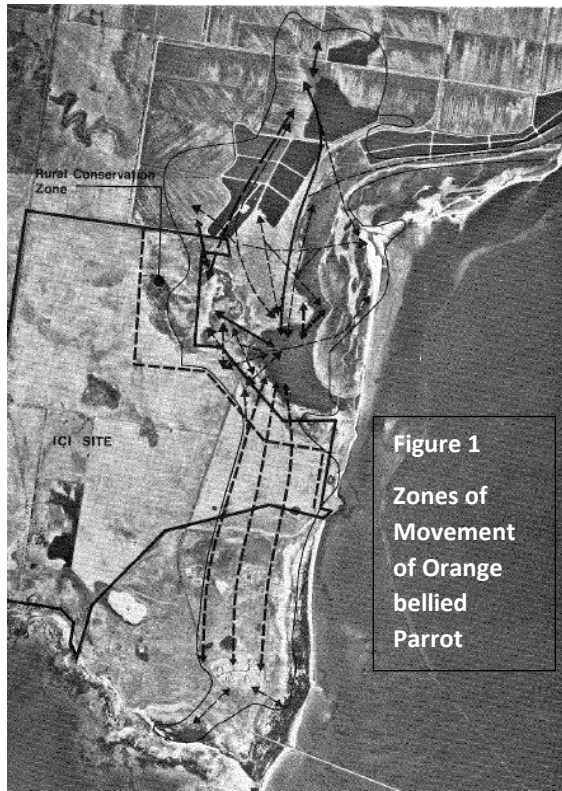 Rural Conservation
Zone
ICI SITE
Figure 1
Zones of
Movement
of Orange
bellied
Parrot